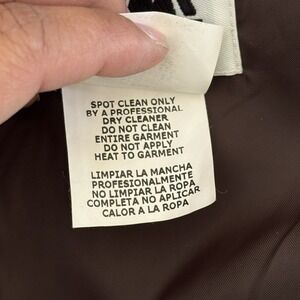 SPOT CLEAN ONLY
BY A PROFESSIONAL
DRY CLEANER
DO NOT CLEAN
ENTIRE GARMENT
DO NOT APPLY
HEAT TO GARMENT
LIMPIAR LA MANCHA
PROFESIONALMENTE
NO LIMPIAR LA ROPA
COMPLETA NO APLICAR
CALOR A LA ROPA